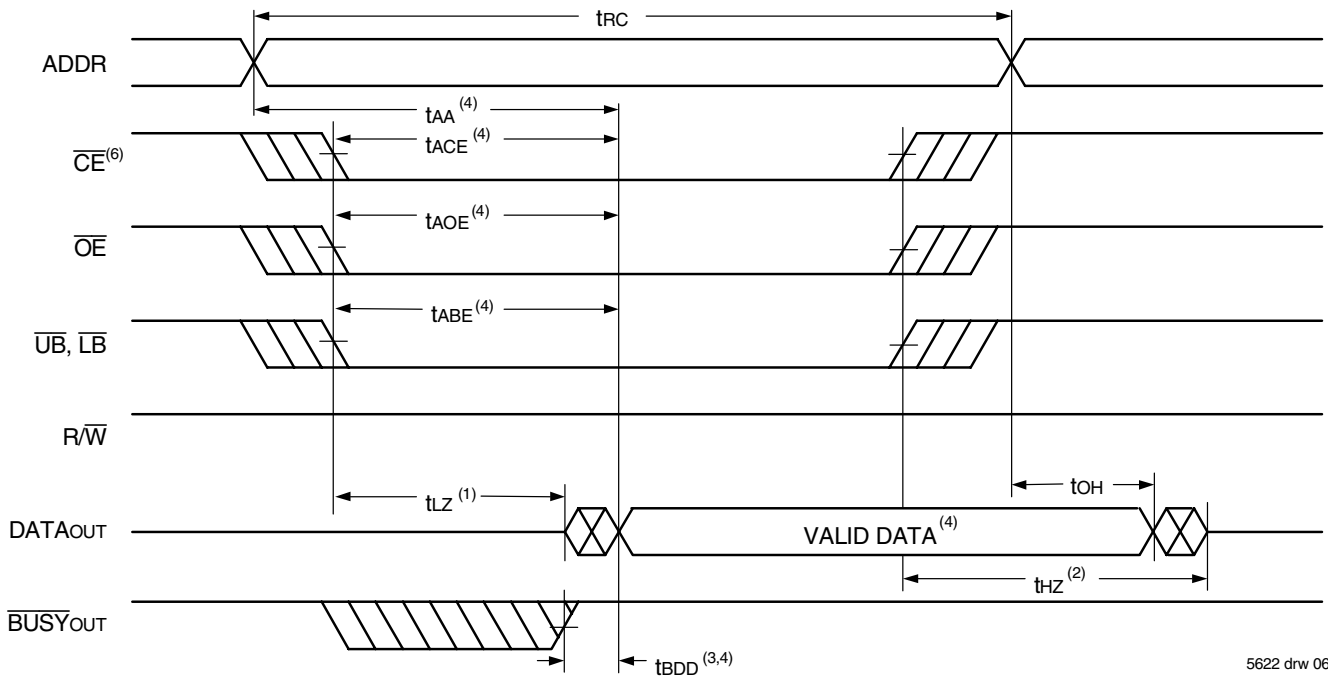 tRC
ADDR
tAA (4)
CE(6)
tACE (4)
OE
tAOE (4)
UB, LB
tABE (4)
R/W
tLZ (1)
tOH
DATAOUT
VALID DATA(4)
tHZ (2)
BUSYOUT
tBDD (3,4)
5622 drw 06